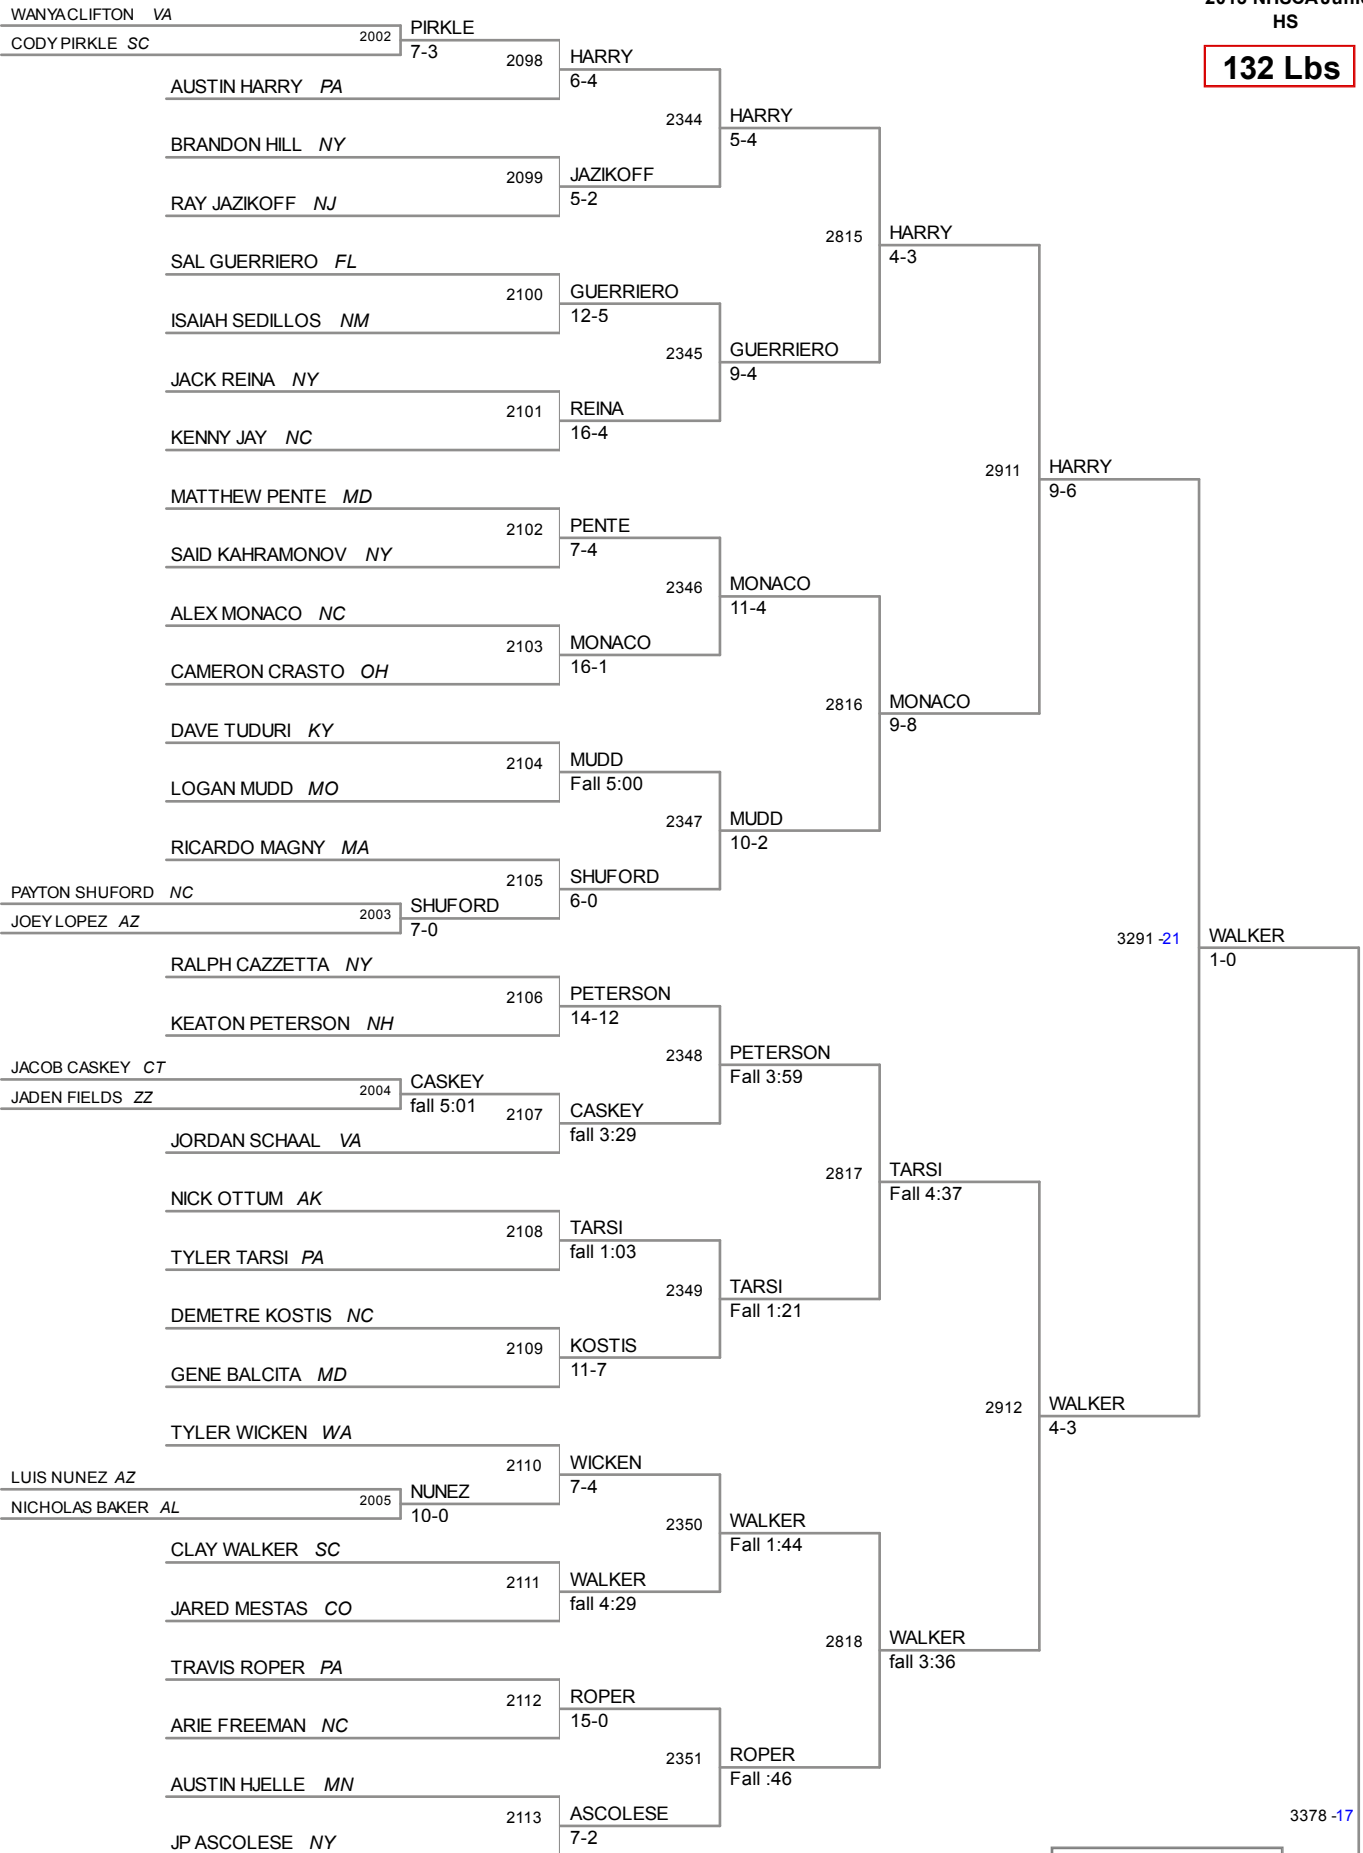 HS
132 Lbs
WANYA CLIFTON VA
CODY PIRKLE SC
2002
PIRKLE
7-3
AUSTIN HARRY PA
2098
HARRY
6-4
BRANDON HILL NY
RAY JAZIKOFF NJ
2099
JAZIKOFF
5-2
2344
HARRY
5-4
SAL GUERRIERO FL
ISAIAH SEDILLOS NM
2100
GUERRIERO
12-5
JACK REINA NY
KENNY JAY NC
2101
REINA
16-4
2345
GUERRIERO
9-4
2815
HARRY
4-3
MATTHEW PENTE MD
SAID KAHRAMONOV NY
2102
PENTE
7-4
ALEX MONACO NC
CAMERON CRASTO OH
2103
MONACO
16-1
2346
MONACO
11-4
DAVE TUDURI KY
LOGAN MUDD MO
2104
MUDD
Fall 5:00
RICARDO MAGNY MA
PAYTON SHUFORD NC
JOEY LOPEZ AZ
2003
SHUFORD
7-0
2105
SHUFORD
6-0
2347
MUDD
10-2
2816
MONACO
9-8
2911
HARRY
9-6
RALPH CAZZETTA NY
KEATON PETERSON NH
2106
PETERSON
14-12
JACOB CASKEY CT
JADEN FIELDS ZZ
2004
CASKEY
fall 5:01
JORDAN SCHAAL VA
2107
CASKEY
fall 3:29
2348
PETERSON
Fall 3:59
NICK OTTUM AK
TYLER TARSI PA
2108
TARSI
fall 1:03
DEMETRE KOSTIS NC
GENE BALCITA MD
2109
KOSTIS
11-7
2349
TARSI
Fall 1:21
2817
TARSI
Fall 4:37
TYLER WICKEN WA
LUIS NUNEZ AZ
NICHOLAS BAKER AL
2005
NUNEZ
10-0
2110
WICKEN
7-4
CLAY WALKER SC
JARED MESTAS CO
2111
WALKER
fall 4:29
2350
WALKER
Fall 1:44
TRAVIS ROPER PA
ARIE FREEMAN NC
2112
ROPER
15-0
AUSTIN HJELLE MN
JP ASCOLESE NY
2113
ASCOLESE
7-2
2351
ROPER
Fall :46
2818
WALKER
fall 3:36
2912
WALKER
4-3
3291 -21
WALKER
1-0
3378 -17